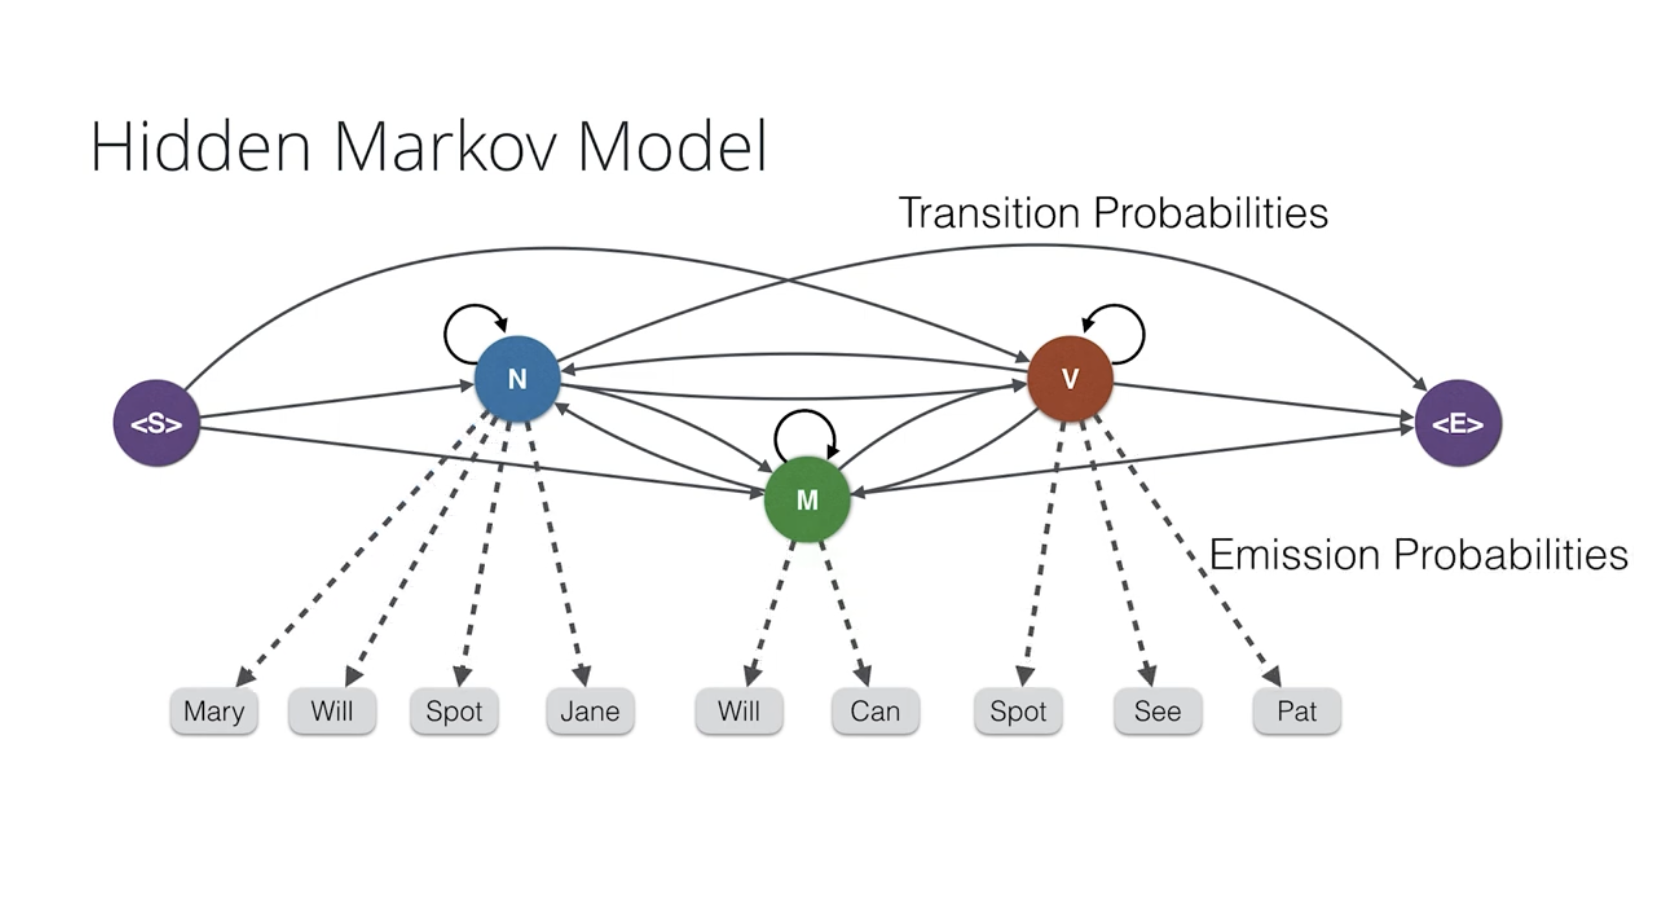 Hidden Markov Model
Transition Probabilities
N
V
<S>
<E>
M
Emission Probabilities
Mary
Will
Spot
Jane
Will
Can
Spot
See
Pat